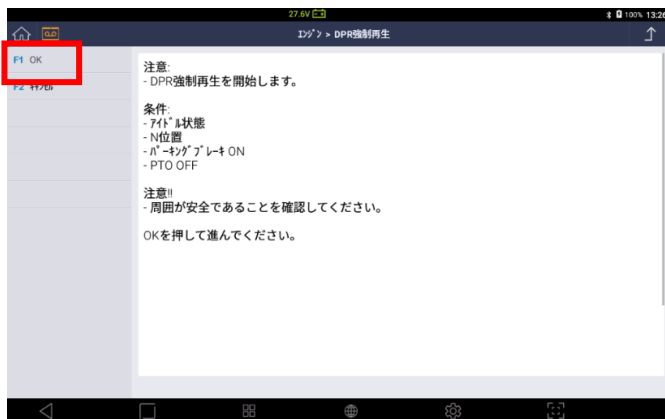 27.6V
100% 13:26
ｴﾝｼﾞﾝ > DPR強制再生
F1 OK
F2 ｷｬﾝｾﾙ
注意:
- DPR強制再生を開始します。
条件:
- ｱｲﾄﾞﾙ状態
- N位置
- ﾊﾟｰｷﾝｸﾞﾌﾞﾚｰｷ ON
- PTO OFF
注意!!
- 周囲が安全であることを確認してください。
OKを押して進んでください。